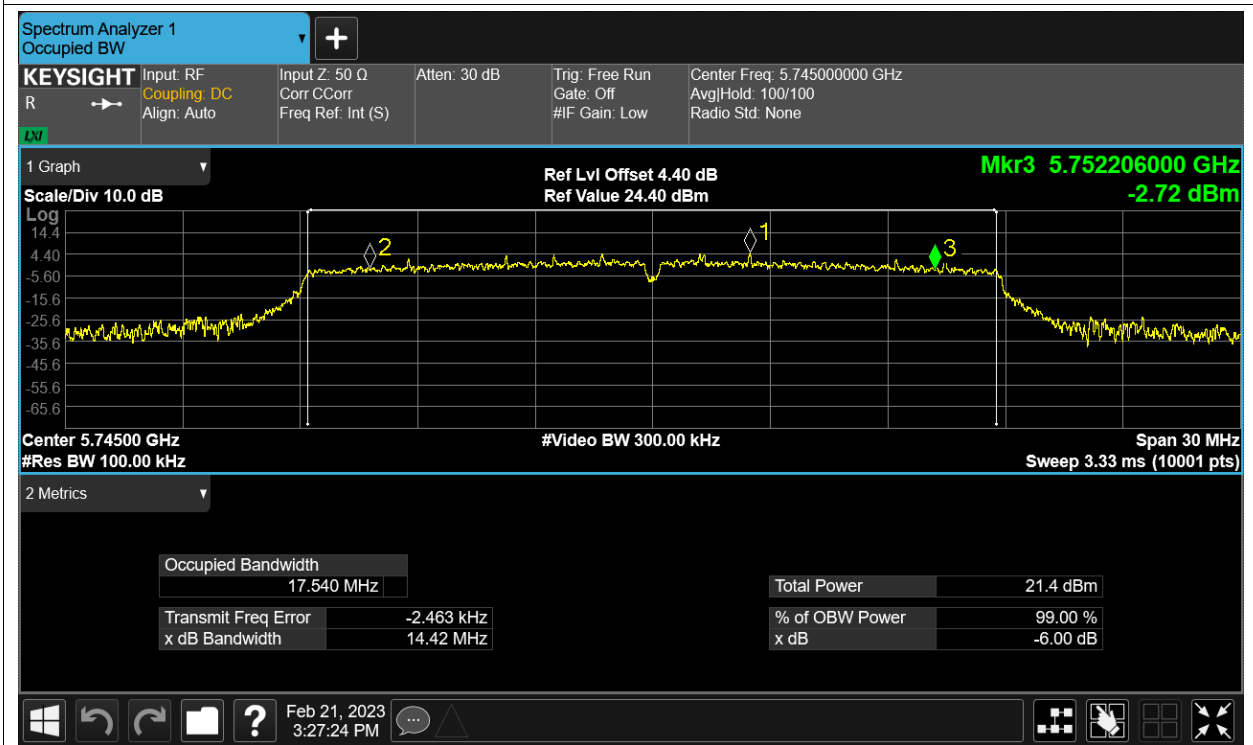 Spectrum Analyzer 1
Occupied BW
KEYSIGHT
R
LXI
Input: RF
Coupling: DC
Align: Auto
Input Z: 50 Ω
Corr CCorr
Freq Ref: Int (S)
Atten: 30 dB
Trig: Free Run
Gate: Off
#IF Gain: Low
Center Freq: 5.745000000 GHz
Avg|Hold: 100/100
Radio Std: None
1 Graph
Scale/Div 10.0 dB
Ref Lvl Offset 4.40 dB
Ref Value 24.40 dBm
Mkr3 5.752206000 GHz
-2.72 dBm
Log
14.4
4.40
-5.60
-15.6
-25.6
-35.6
-45.6
-55.6
-65.6
2
1
3
Center 5.74500 GHz
#Res BW 100.00 kHz
#Video BW 300.00 kHz
Span 30 MHz
Sweep 3.33 ms (10001 pts)
2 Metrics
Occupied Bandwidth
17.540 MHz
Transmit Freq Error -2.463 kHz
x dB Bandwidth 14.42 MHz
Total Power 21.4 dBm
% of OBW Power 99.00 %
x dB -6.00 dB
?
Feb 21, 2023
3:27:24 PM